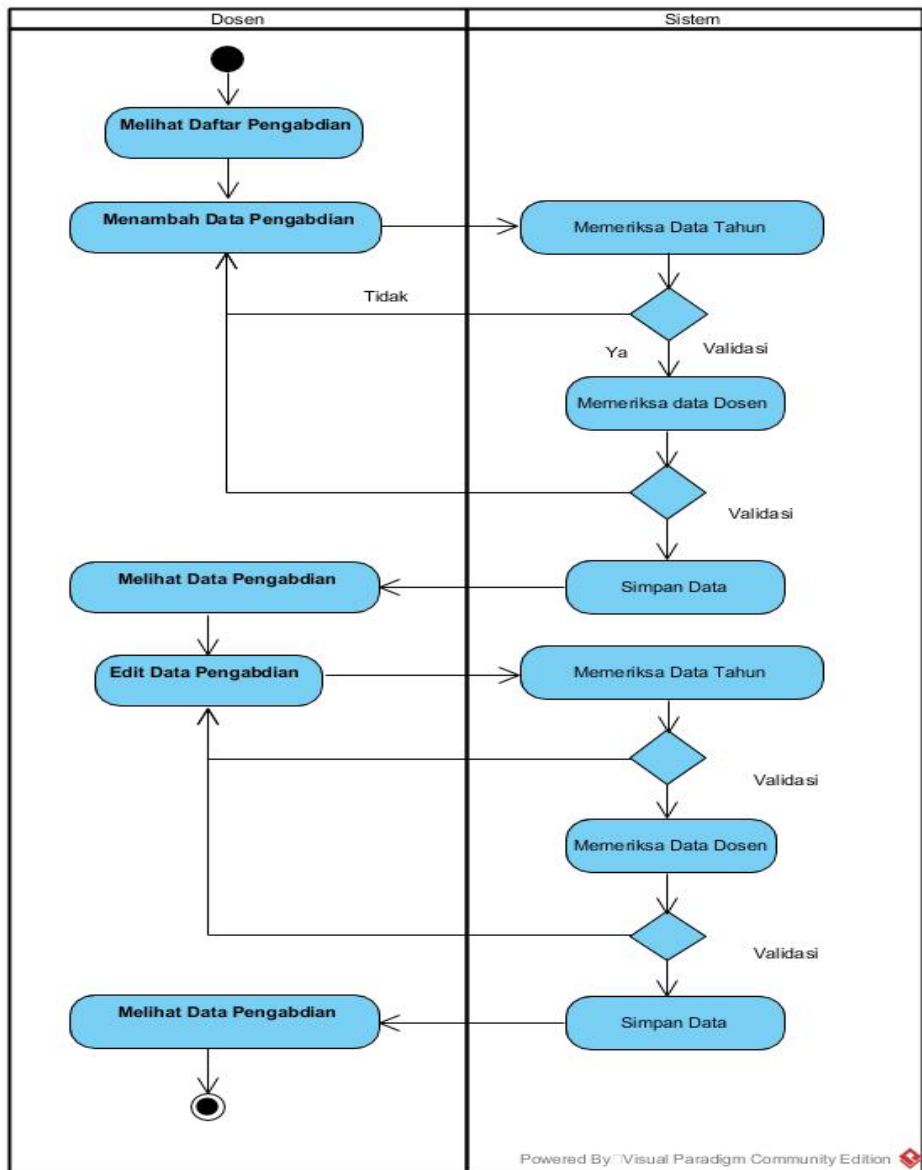 Dosen
Sistem
Melihat Daftar Pengabdian
Menambah Data Pengabdian
Memeriksa Data Tahun
Tidak
Ya
Validasi
Memeriksa data Dosen
Validasi
Melihat Data Pengabdian
Simpan Data
Edit Data Pengabdian
Memeriksa Data Tahun
Validasi
Memeriksa Data Dosen
Validasi
Melihat Data Pengabdian
Simpan Data
Powered By Visual Paradigm Community Edition